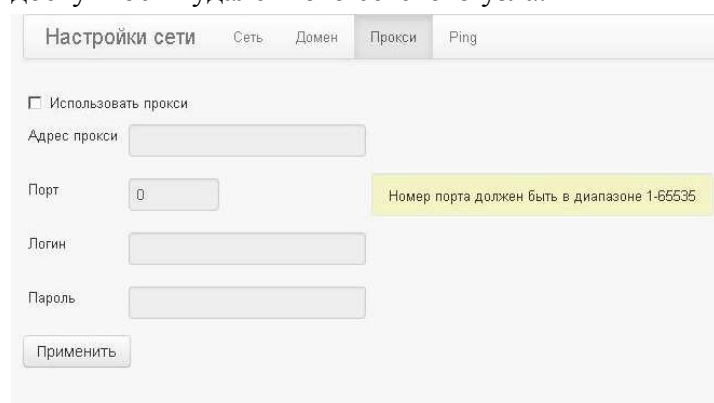 Настройки сети Сеть Домен Прокси Ping
Использовать прокси
Адрес прокси
Порт 0 Номер порта должен быть в диапазоне 1-65535
Логин
Пароль
Применить